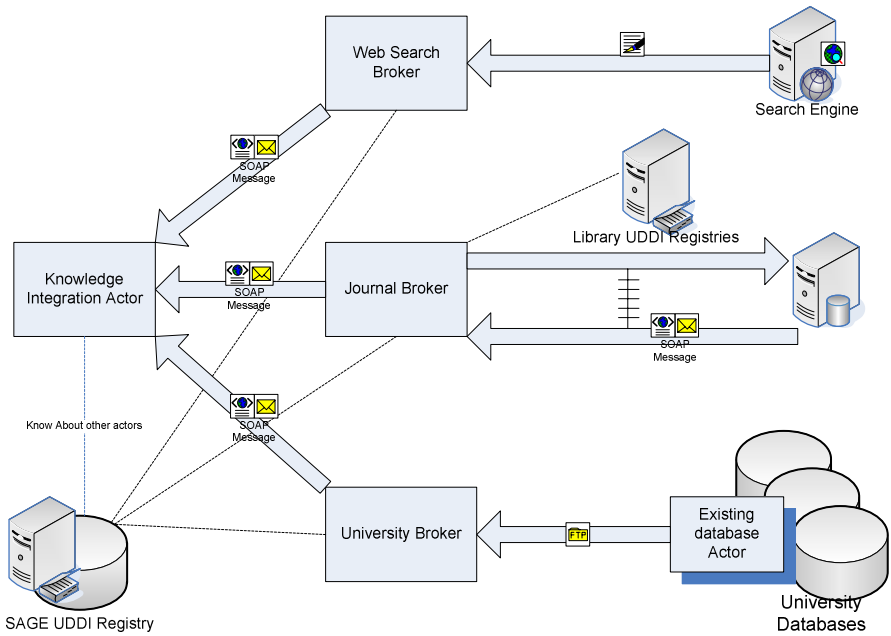 Web Search
Broker
Search Engine
SOAP
Message
Library UDDI Registries
Knowledge
Integration Actor
SOAP
Message
Journal Broker
SOAP
Message
SOAP
Message
Know About other actors
University Broker
FTP
Existing
database
Actor
University
Databases
SAGE UDDI Registry